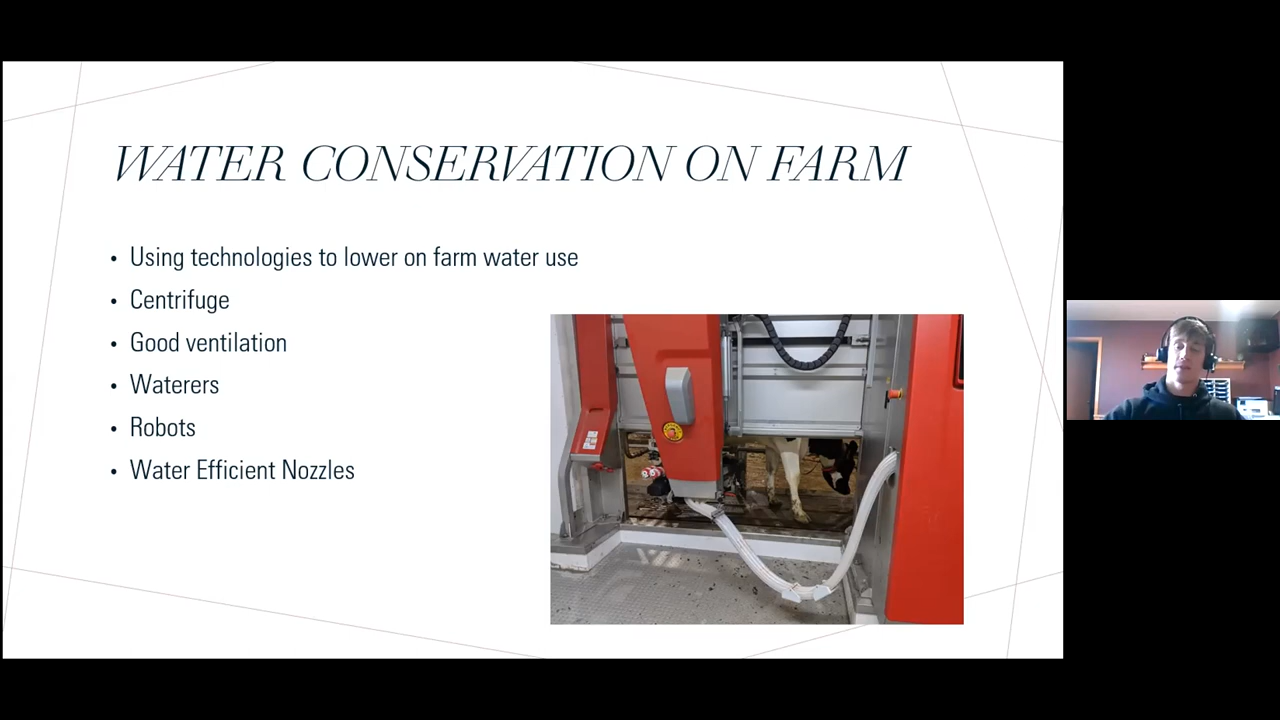 WATER CONSERVATION ON FARM
• Using technologies to lower on farm water use
• Centrifuge
• Good ventilation
• Waterers
• Robots
• Water Efficient Nozzles